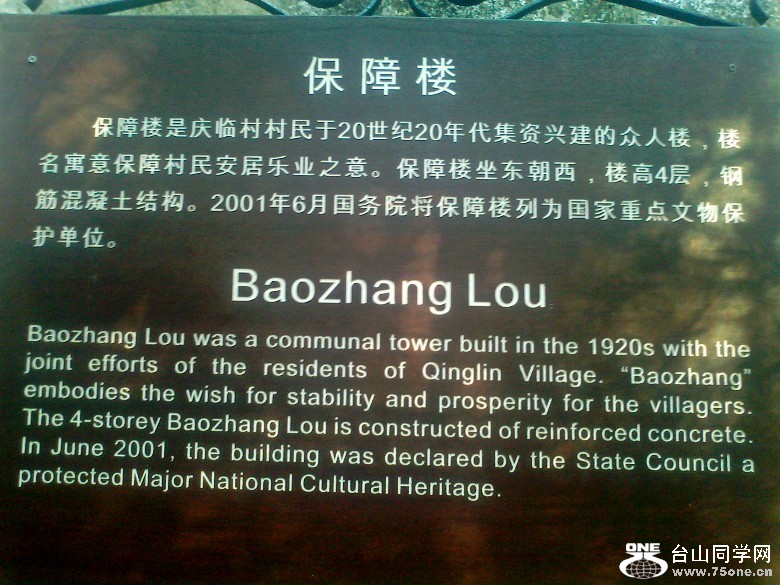 保障楼
保障楼是庆临村村民于20世纪20年代集资兴建的众人楼，楼
名寓意保障村民安居乐业之意。保障楼坐东朝西，楼高4层，钢
筋混凝土结构。2001年6月国务院将保障楼列为国家重点文物保
护单位。
Baozhang Lou
Baozhang Lou was a communal tower built in the 1920s with the
joint efforts of the residents of Qinglin Village. “Baozhang”
embodies the wish for stability and prosperity for the villagers.
The 4-storey Baozhang Lou is constructed of reinforced concrete.
In June 2001, the building was declared by the State Council a
protected Major National Cultural Heritage.
ONE 台山同学网
www.75one.cn